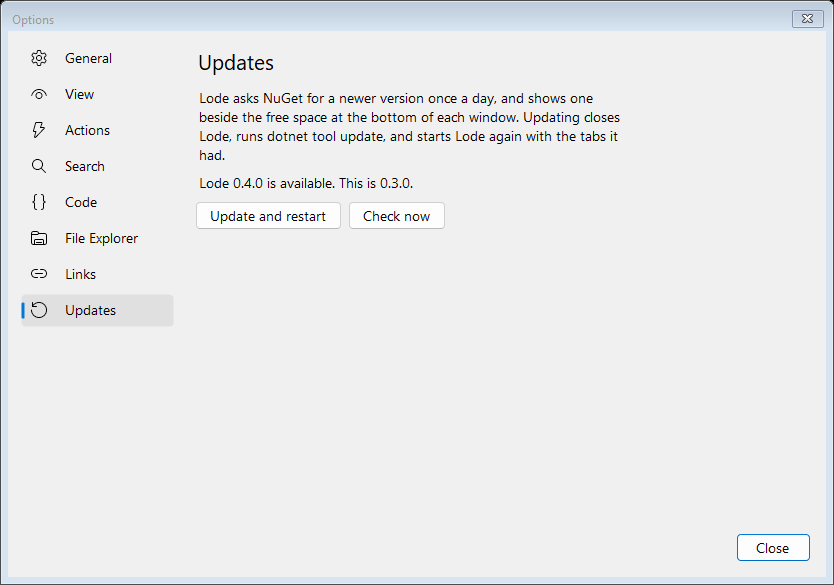 Options
General
View
Actions
Search
Code
File Explorer
Links
Updates
Updates
Lode asks NuGet for a newer version once a day, and shows one
beside the free space at the bottom of each window. Updating closes
Lode, runs dotnet tool update, and starts Lode again with the tabs it
had.
Lode 0.4.0 is available. This is 0.3.0.
Update and restart
Check now
Close